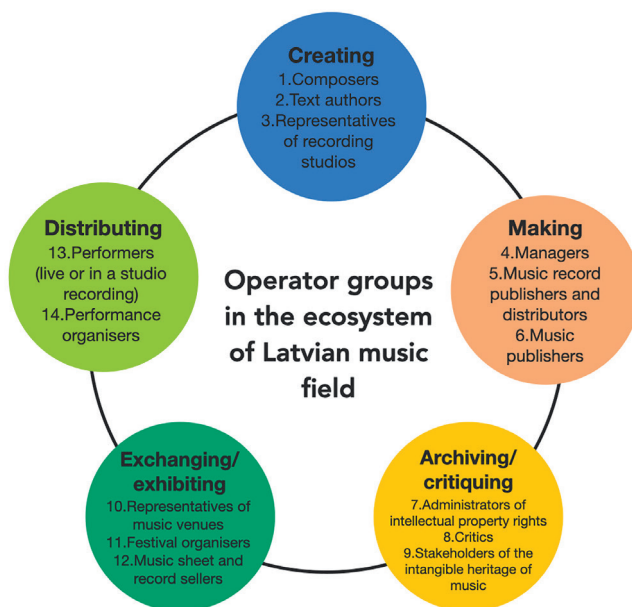 Creating
1.Composers
2.Text authors
3.Representatives
of recording
studios
Making
4.Managers
5.Music record
publishers and
distributors
6.Music
publishers
Archiving/
critiquing
7.Administrators of
intellectual property rights
8.Critics
9.Stakeholders of the
intangible heritage of
music
Exchanging/
exhibiting
10.Representatives of
music venues
11.Festival organisers
12.Music sheet and
record sellers
Distributing
13.Performers
(live or in a studio
recording)
14.Performance
organisers
Operator groups
in the ecosystem
of Latvian music
field